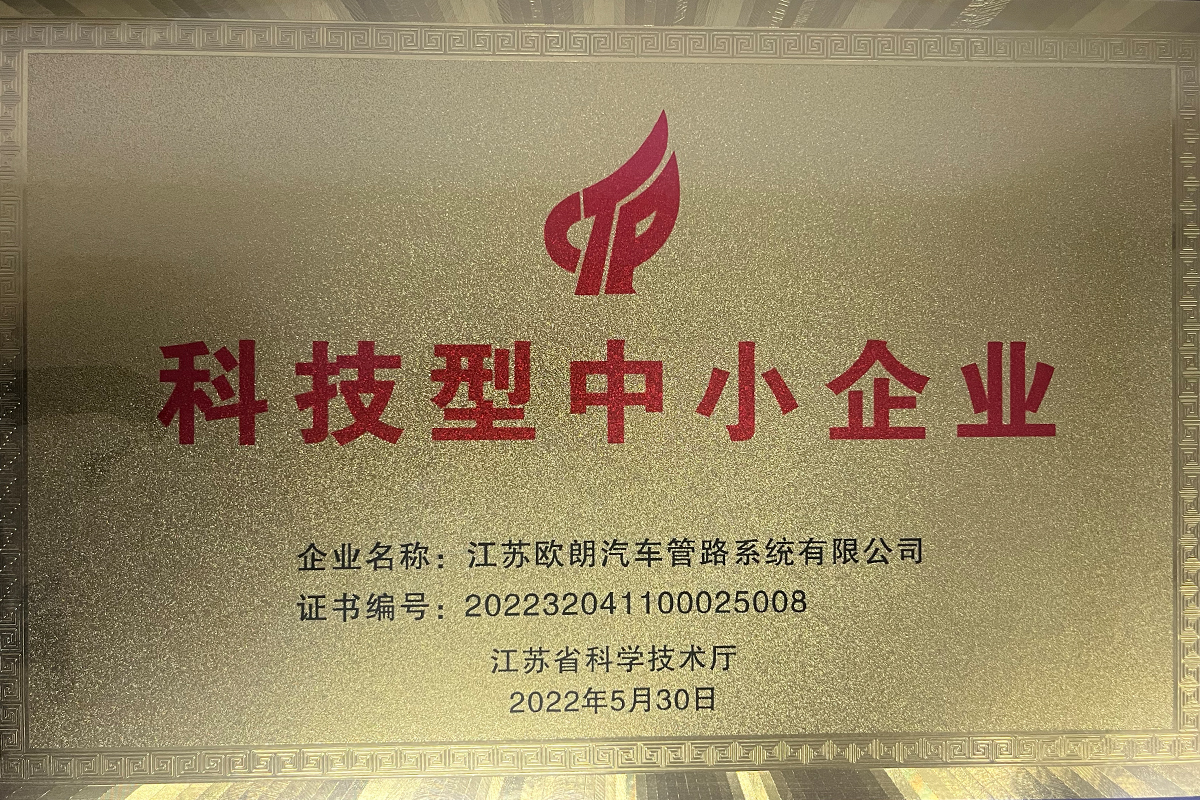 CTP
科技型中小企业
企业名称：江苏欧朗汽车管路系统有限公司
证书编号：202232041100025008
江苏省科学技术厅
2022年5月30日